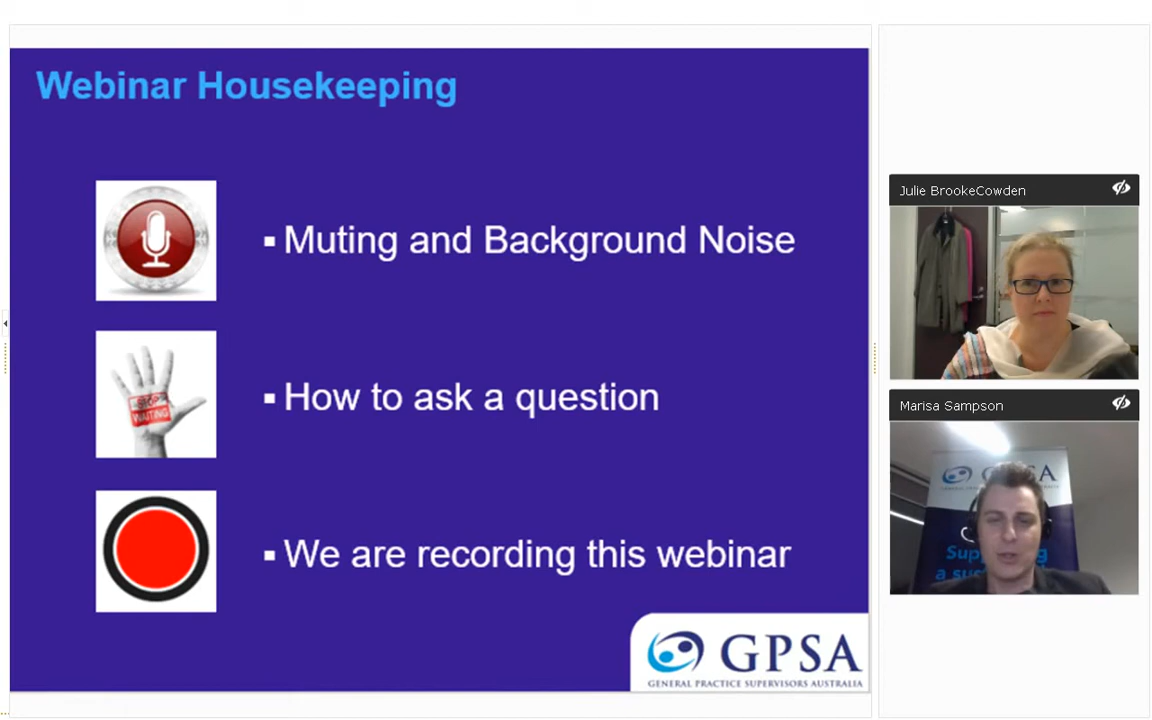 Webinar Housekeeping
▪ Muting and Background Noise
WAITING
▪ How to ask a question
▪ We are recording this webinar
GPSA
GENERAL PRACTICE SUPERVISORS AUSTRALIA
Julie BrookeCowden
Marisa Sampson